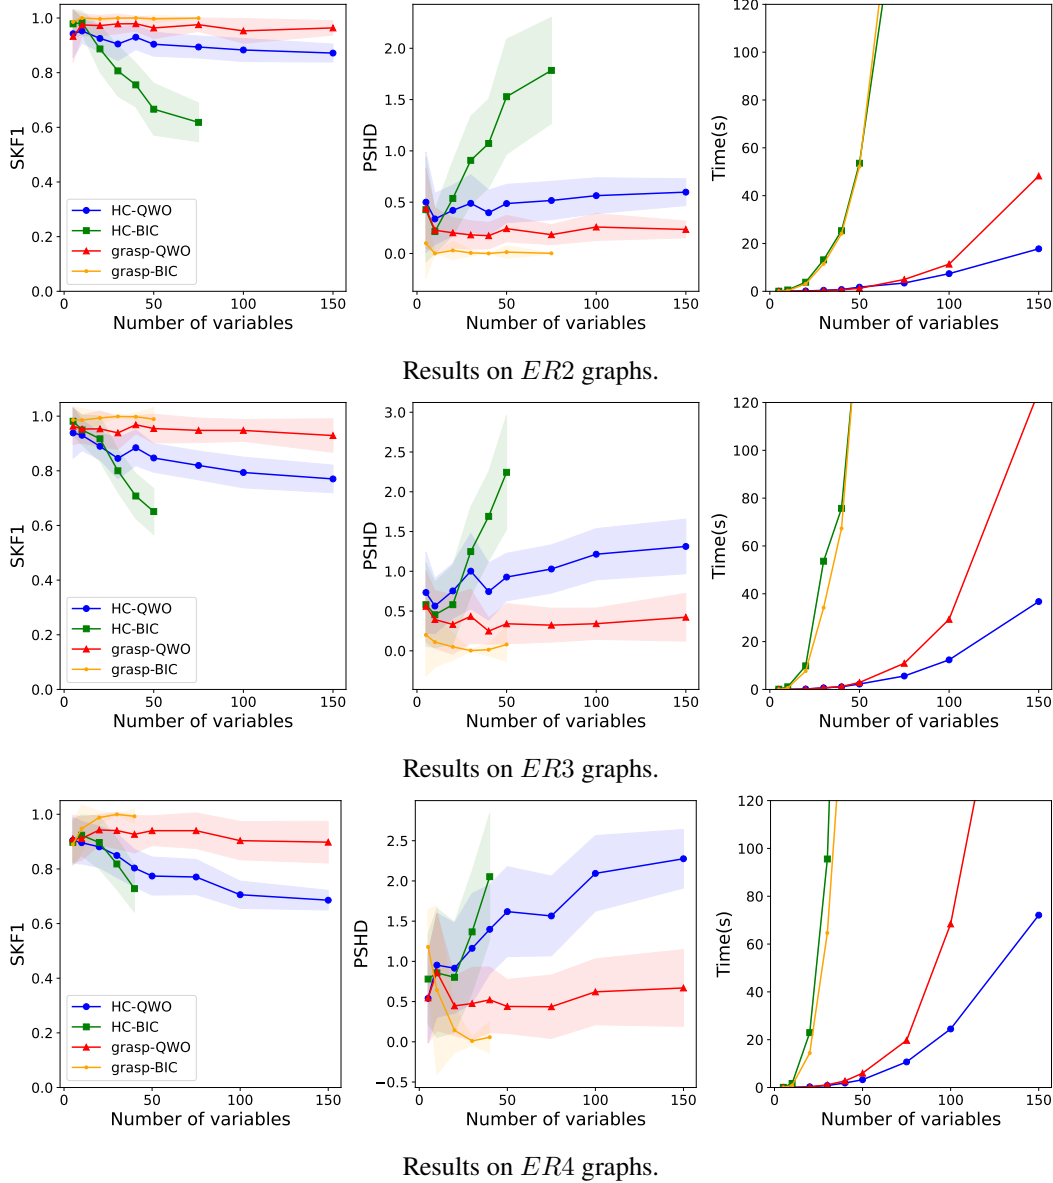 SKF1
1.0
0.8
0.6
0.4
0.2
0.0
HC-QWO
HC-BIC
grasp-QWO
grasp-BIC
0 50 100 150
Number of variables
PSHD
2.0
1.5
1.0
0.5
0.0
0 50 100 150
Number of variables
Time(s)
120
100
80
60
40
20
0
0 50 100 150
Number of variables
Results on ER2 graphs.
SKF1
1.0
0.8
0.6
0.4
0.2
0.0
HC-QWO
HC-BIC
grasp-QWO
grasp-BIC
0 50 100 150
Number of variables
PSHD
3.0
2.5
2.0
1.5
1.0
0.5
0.0
0 50 100 150
Number of variables
Time(s)
120
100
80
60
40
20
0
0 50 100 150
Number of variables
Results on ER3 graphs.
SKF1
1.0
0.8
0.6
0.4
0.2
0.0
HC-QWO
HC-BIC
grasp-QWO
grasp-BIC
0 50 100 150
Number of variables
PSHD
2.5
2.0
1.5
1.0
0.5
0.0
−0.5
0 50 100 150
Number of variables
Time(s)
120
100
80
60
40
20
0
0 50 100 150
Number of variables
Results on ER4 graphs.